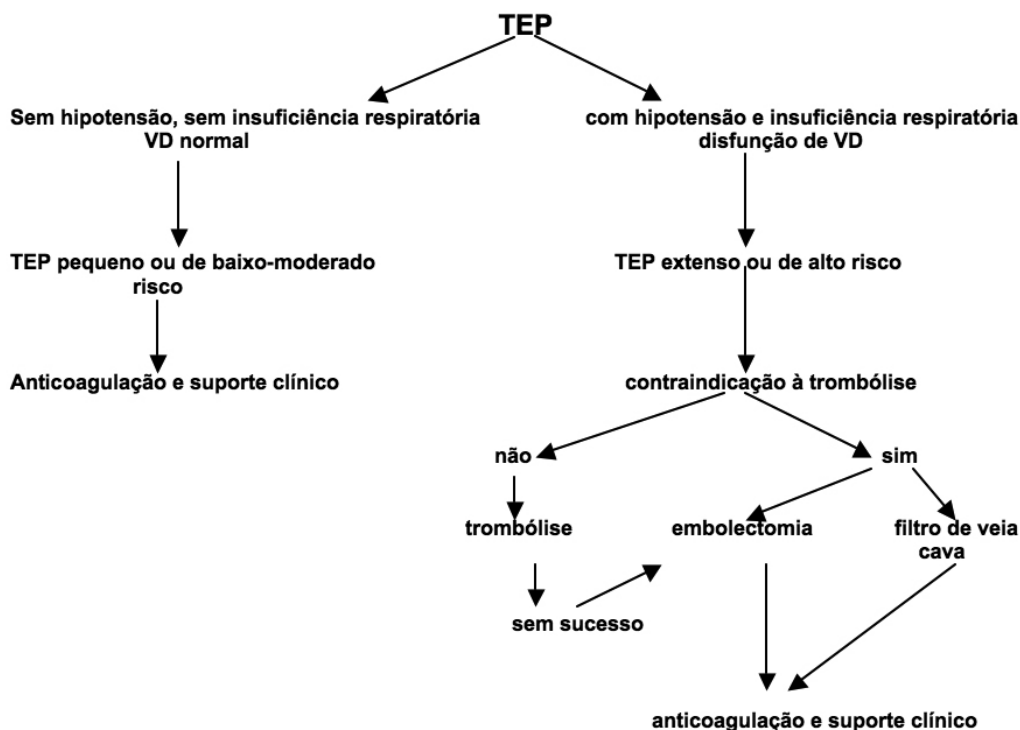 TEP
Sem hipotensão, sem insuficiência respiratória
VD normal
com hipotensão e insuficiência respiratória
disfunção de VD
TEP pequeno ou de baixo-moderado
risco
TEP extenso ou de alto risco
Anticoagulação e suporte clínico
contraindicação à trombólise
não
sim
trombólise
embolectomia
filtro de veia
cava
sem sucesso
anticoagulação e suporte clínico